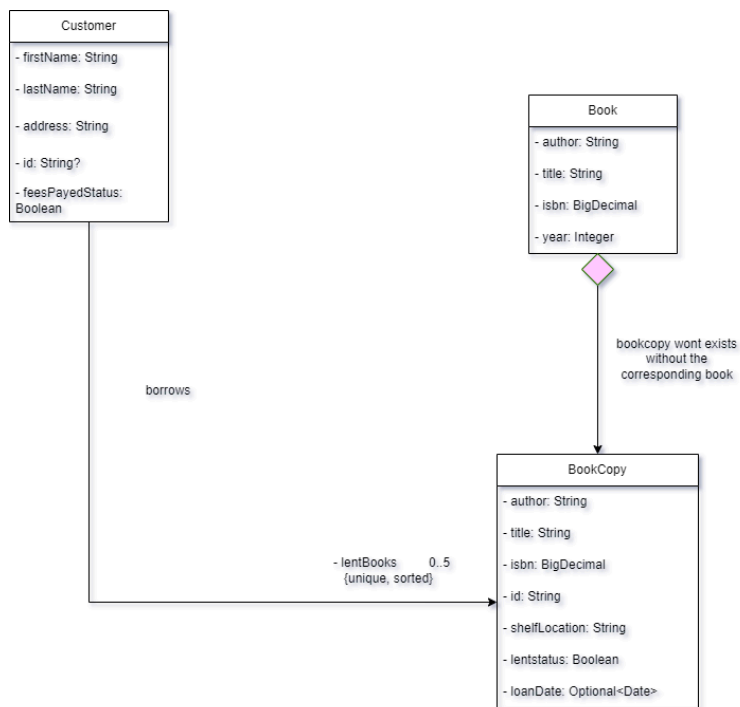 Customer
- firstName: String
- lastName: String
- address: String
- id: String?
- feesPayedStatus:
Boolean
Book
- author: String
- title: String
- isbn: BigDecimal
- year: Integer
bookcopy wont exists
without the
corresponding book
borrows
- lentBooks 0..5
{unique, sorted}
BookCopy
- author: String
- title: String
- isbn: BigDecimal
- id: String
- shelfLocation: String
- lentstatus: Boolean
- loanDate: Optional<Date>